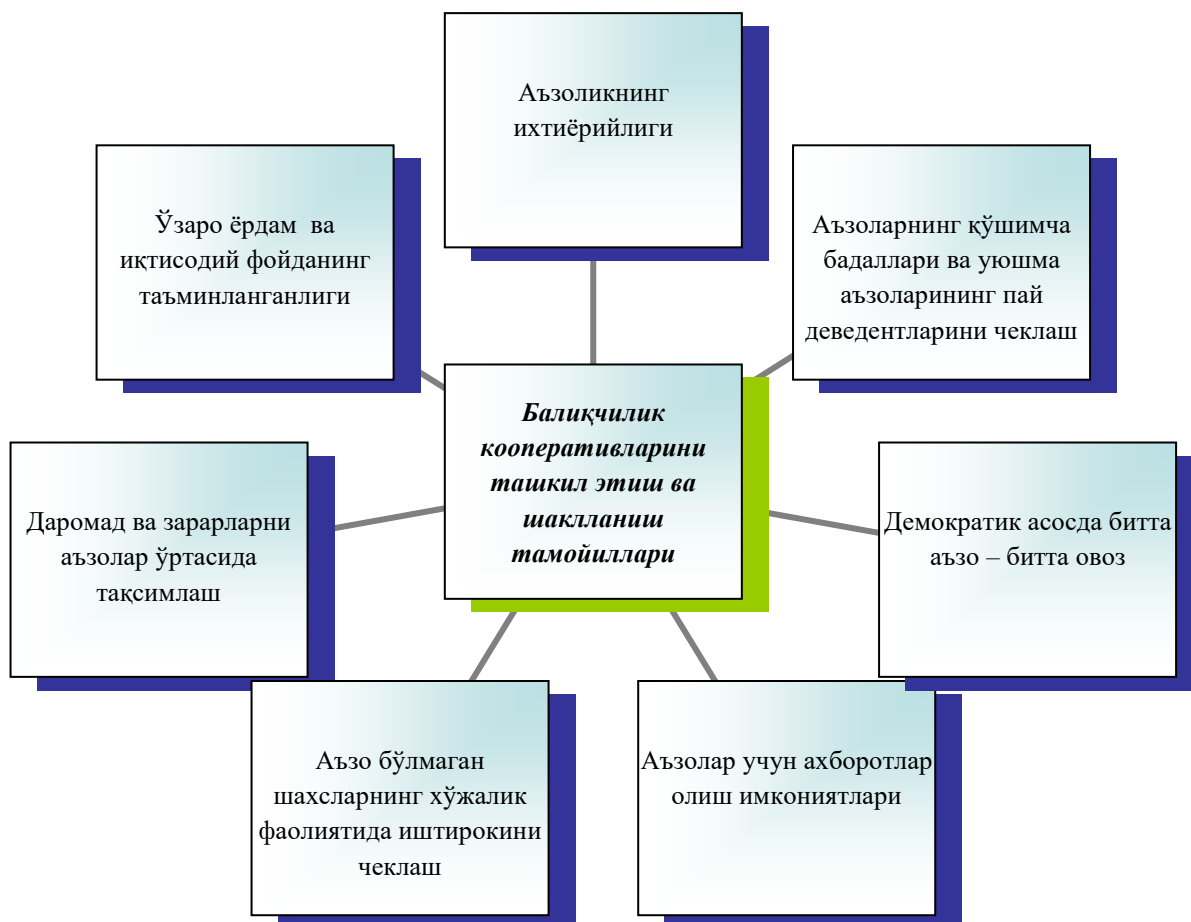 Аъзоликнинг
ихтиёрийлиги
Ўзаро ёрдам ва
иқтисодий фойданинг
таъминланганлиги
Аъзоларнинг қўшимча
бадаллари ва уюшма
аъзоларининг пай
деведентларини чеклаш
Балиқчилик
кооперативларини
ташкил этиш ва
шаклланиш
тамойиллари
Даромад ва зарарларни
аъзолар ўртасида
тақсимлаш
Демократик асосда битта
аъзо – битта овоз
Аъзо бўлмаган
шахсларнинг хўжалик
фаолиятида иштирокини
чеклаш
Аъзолар учун ахборотлар
олиш имкониятлари